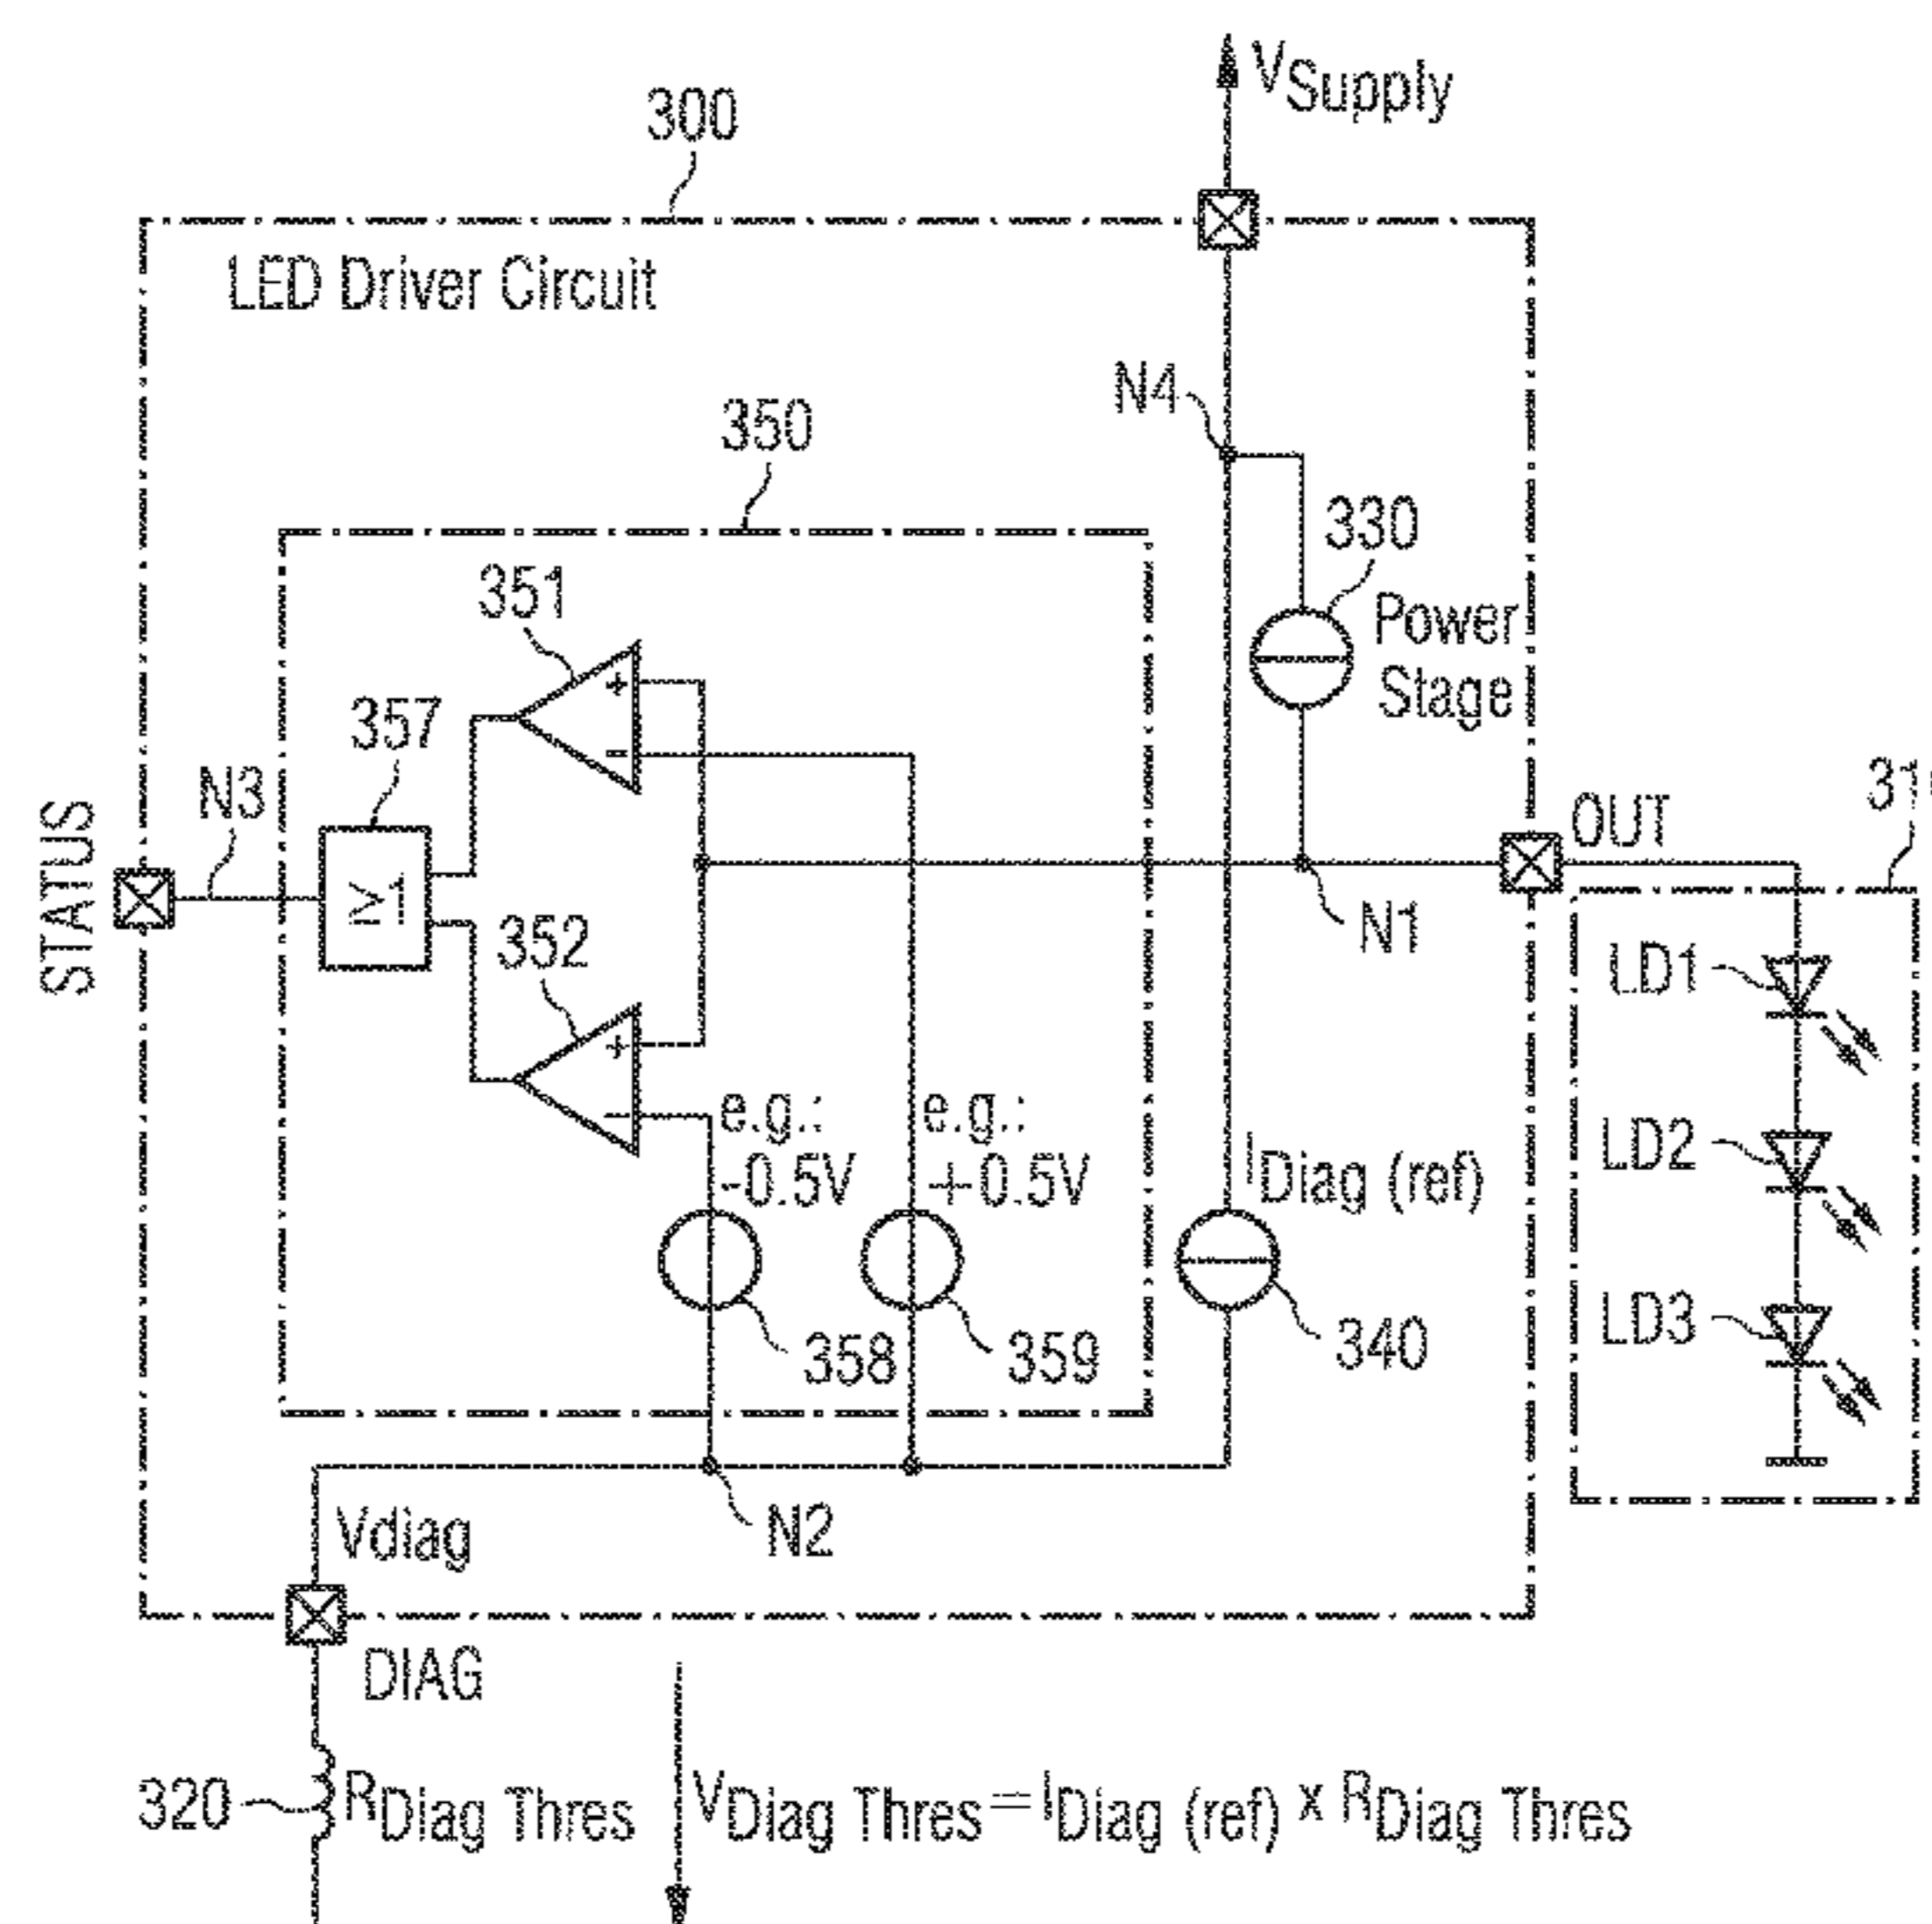 VSupply
300
LED Driver Circuit
N4
350
330
Power
Stage
351
357
N3
STATUS
≥1
352
OUT
N1
LD1
e.g.:
-0.5V
e.g.:
+0.5V
IDiag (ref)
LD2
358
359
340
LD3
Vdiag
N2
DIAG
320
RDiag Thres
VDiag Thres=IDiag (ref) x RDiag Thres
+
-
+
-